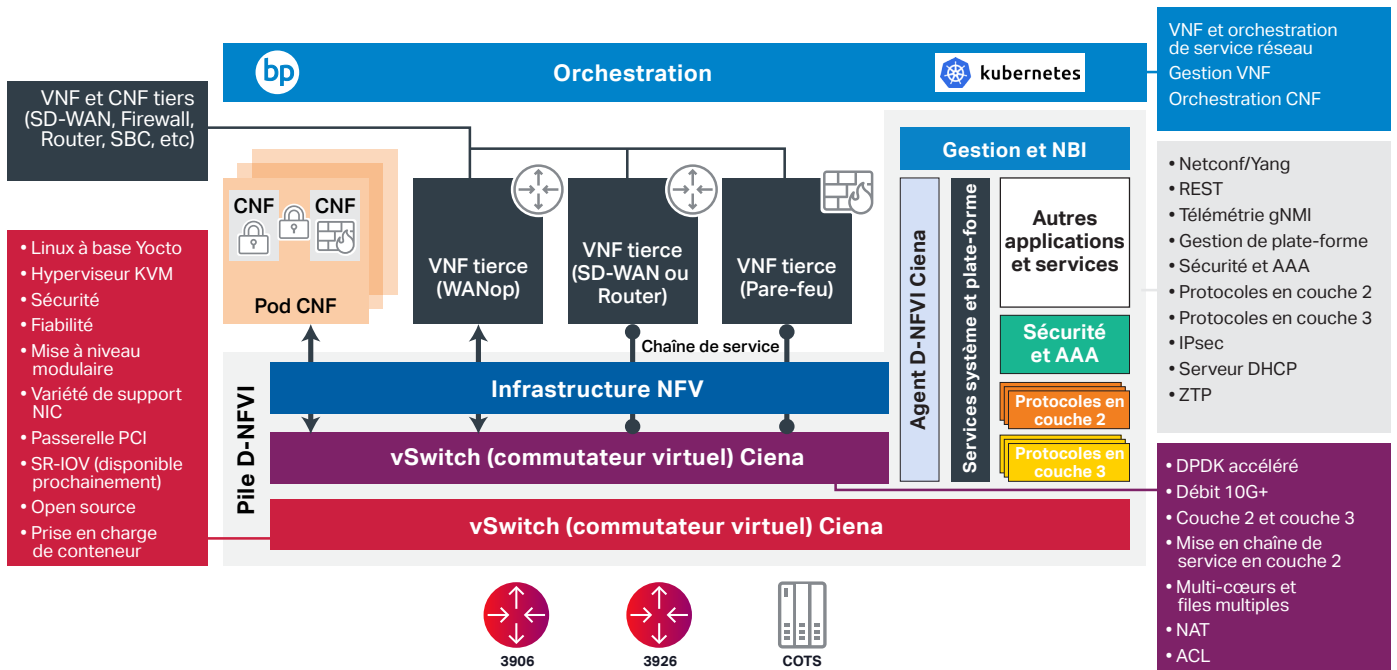 bp
Orchestration
kubernetes
VNF et orchestration
de service réseau
Gestion VNF
Orchestration CNF
VNF et CNF tiers
(SD-WAN, Firewall,
Router, SBC, etc)
• Linux à base Yocto
• Hyperviseur KVM
• Sécurité
• Fiabilité
• Mise à niveau
modulaire
• Variété de support
NIC
• Passerelle PCI
• SR-IOV (disponible
prochainement)
• Open source
• Prise en charge
de conteneur
CNF
CNF
Pod CNF
VNF tierce
(WANop)
VNF tierce
(SD-WAN ou
Router)
VNF tierce
(Pare-feu)
Chaîne de service
Pile D-NFVI
Infrastructure NFV
vSwitch (commutateur virtuel) Ciena
vSwitch (commutateur virtuel) Ciena
Gestion et NBI
Agent D-NFVI Ciena
Services système et plate-forme
Autres
applications
et services
Sécurité
et AAA
Protocoles en
couche 2
Protocoles en
couche 3
• Netconf/Yang
• REST
• Télémétrie gNMI
• Gestion de plate-forme
• Sécurité et AAA
• Protocoles en couche 2
• Protocoles en couche 3
• IPsec
• Serveur DHCP
• ZTP
• DPDK accéléré
• Débit 10G+
• Couche 2 et couche 3
• Mise en chaîne de
service en couche 2
• Multi-cœurs et
files multiples
• NAT
• ACL
3906
3926
COTS